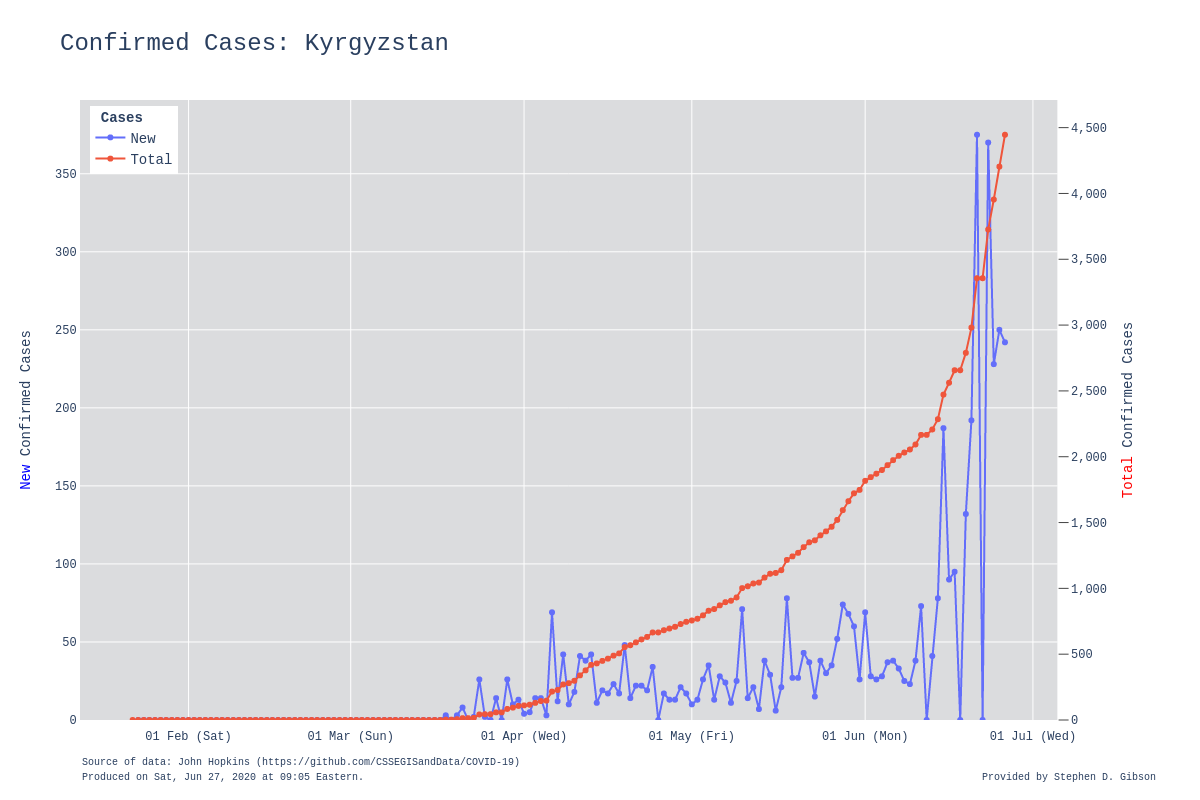 Confirmed Cases: Kyrgyzstan
Cases
New
Total
350
300
250
200
150
100
50
0
4,500
4,000
3,500
3,000
2,500
2,000
1,500
1,000
500
0
New Confirmed Cases
Total Confirmed Cases
01 Feb (Sat)
01 Mar (Sun)
01 Apr (Wed)
01 May (Fri)
01 Jun (Mon)
01 Jul (Wed)
Source of data: John Hopkins (https://github.com/CSSEGISandData/COVID-19)
Produced on Sat, Jun 27, 2020 at 09:05 Eastern.
Provided by Stephen D. Gibson